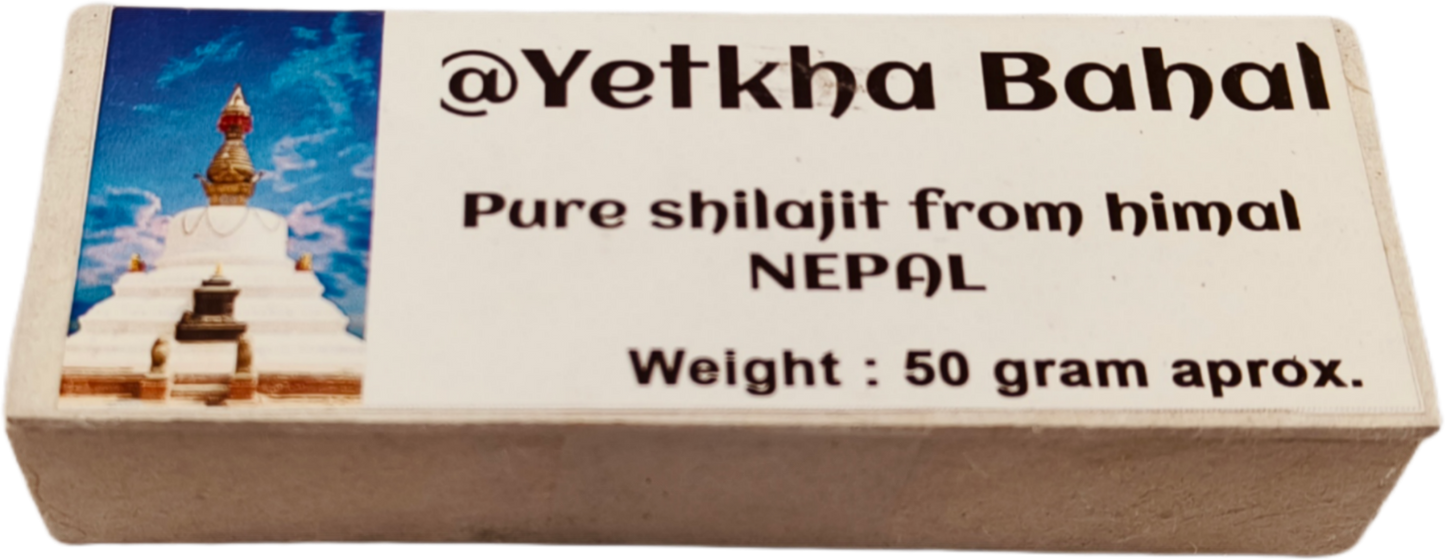 @Yetkha Bahal
Pure shilajit from himal
NEPAL
Weight : 50 gram aprox.